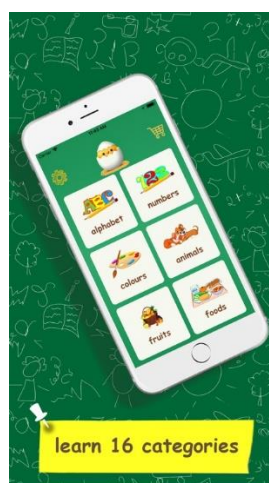 alphabet
numbers
colours
animals
fruits
foods
learn 16 categories